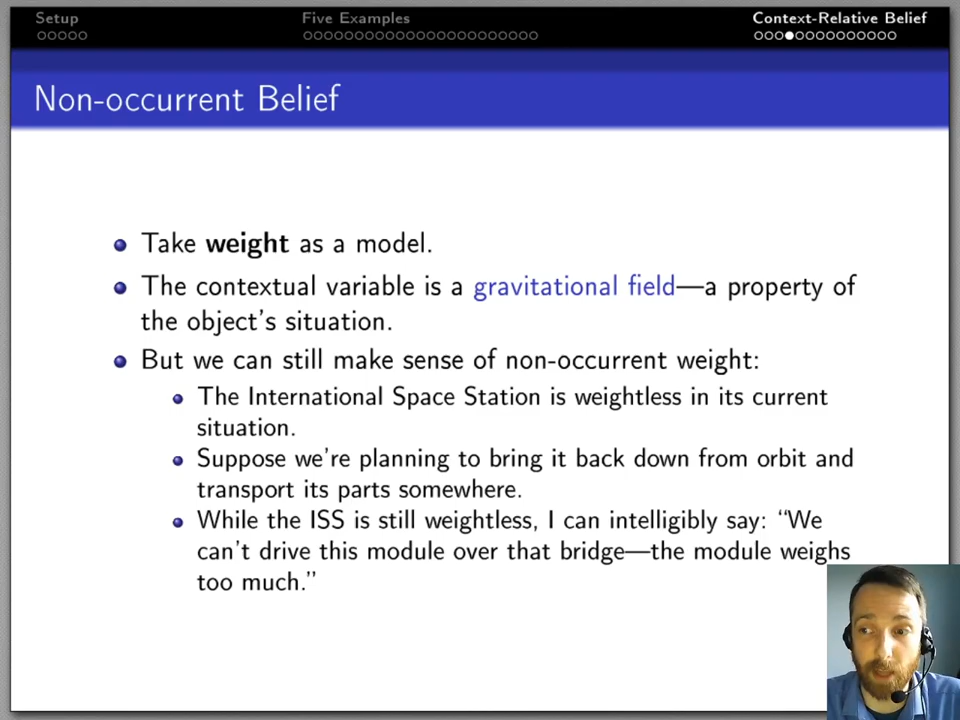 Setup
Five Examples
Context-Relative Belief
Non-occurrent Belief
Take weight as a model.
The contextual variable is a gravitational field—a property of
the object's situation.
But we can still make sense of non-occurrent weight:
The International Space Station is weightless in its current
situation.
Suppose we're planning to bring it back down from orbit and
transport its parts somewhere.
While the ISS is still weightless, I can intelligibly say: “We
can't drive this module over that bridge—the module weighs
too much.”